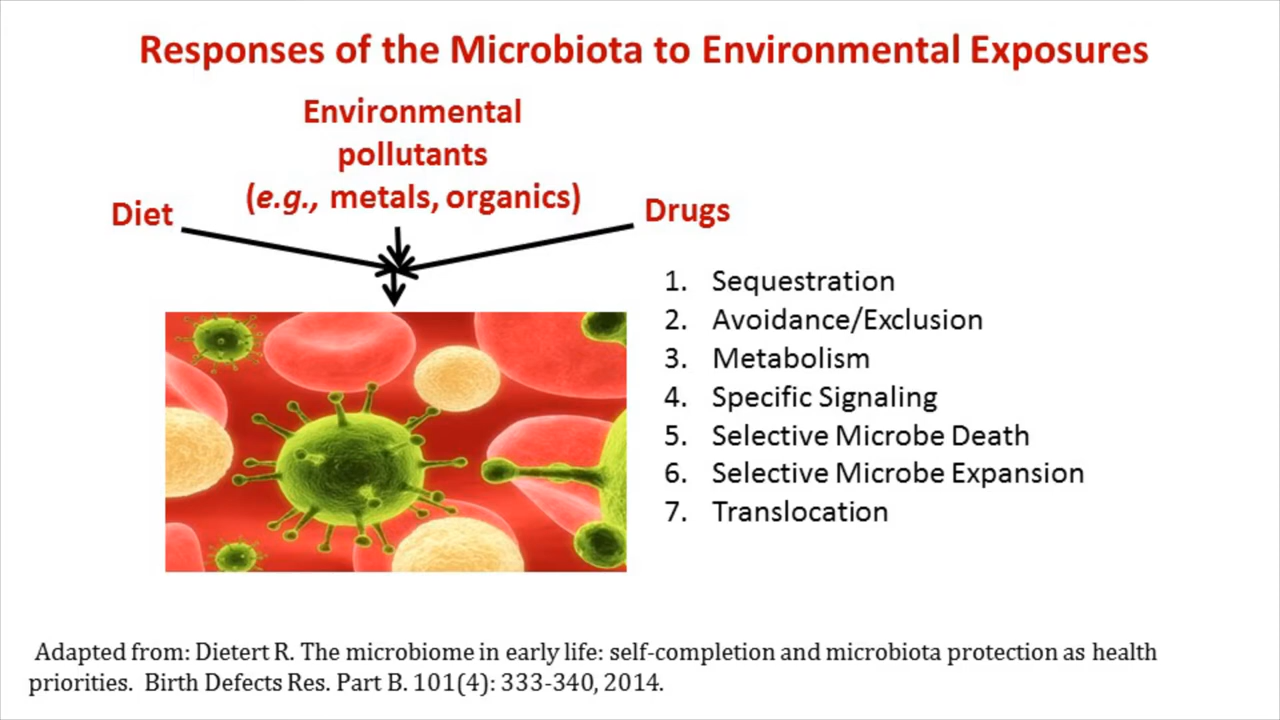 Responses of the Microbiota to Environmental Exposures
Environmental
pollutants
(e.g., metals, organics)
Diet
Drugs
1. Sequestration
2. Avoidance/Exclusion
3. Metabolism
4. Specific Signaling
5. Selective Microbe Death
6. Selective Microbe Expansion
7. Translocation
Adapted from: Dietert R. The microbiome in early life: self-completion and microbiota protection as health
priorities. Birth Defects Res. Part B. 101(4): 333-340, 2014.